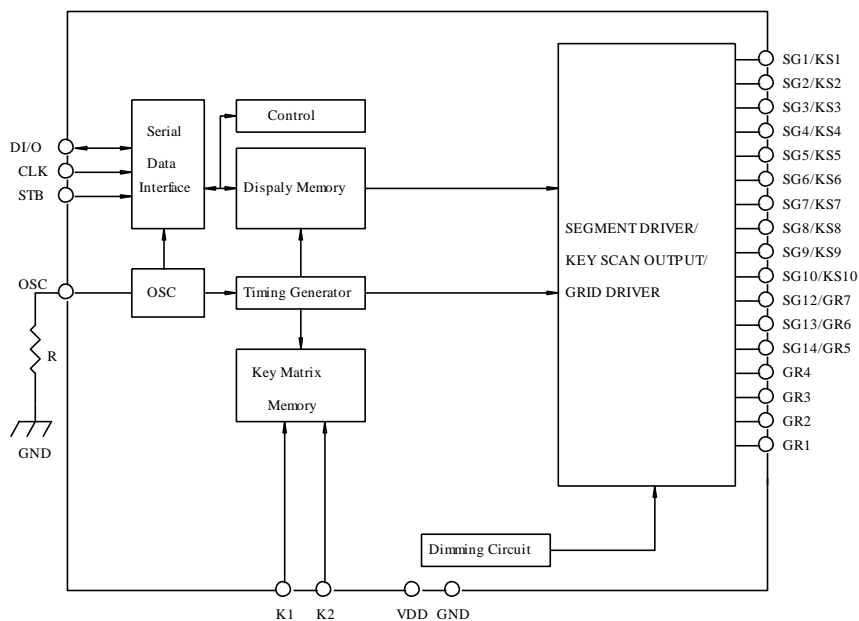 DI/O
CLK
STB
OSC
R
GND
Serial
Data
Interface
OSC
Control
Dispaly Memory
Timing Generator
Key Matrix
Memory
SEGMENT DRIVER/
KEY SCAN OUTPUT/
GRID DRIVER
Dimming Circuit
SG1/KS1
SG2/KS2
SG3/KS3
SG4/KS4
SG5/KS5
SG6/KS6
SG7/KS7
SG8/KS8
SG9/KS9
SG10/KS10
SG12/GR7
SG13/GR6
SG14/GR5
GR4
GR3
GR2
GR1
K1
K2
VDD
GND